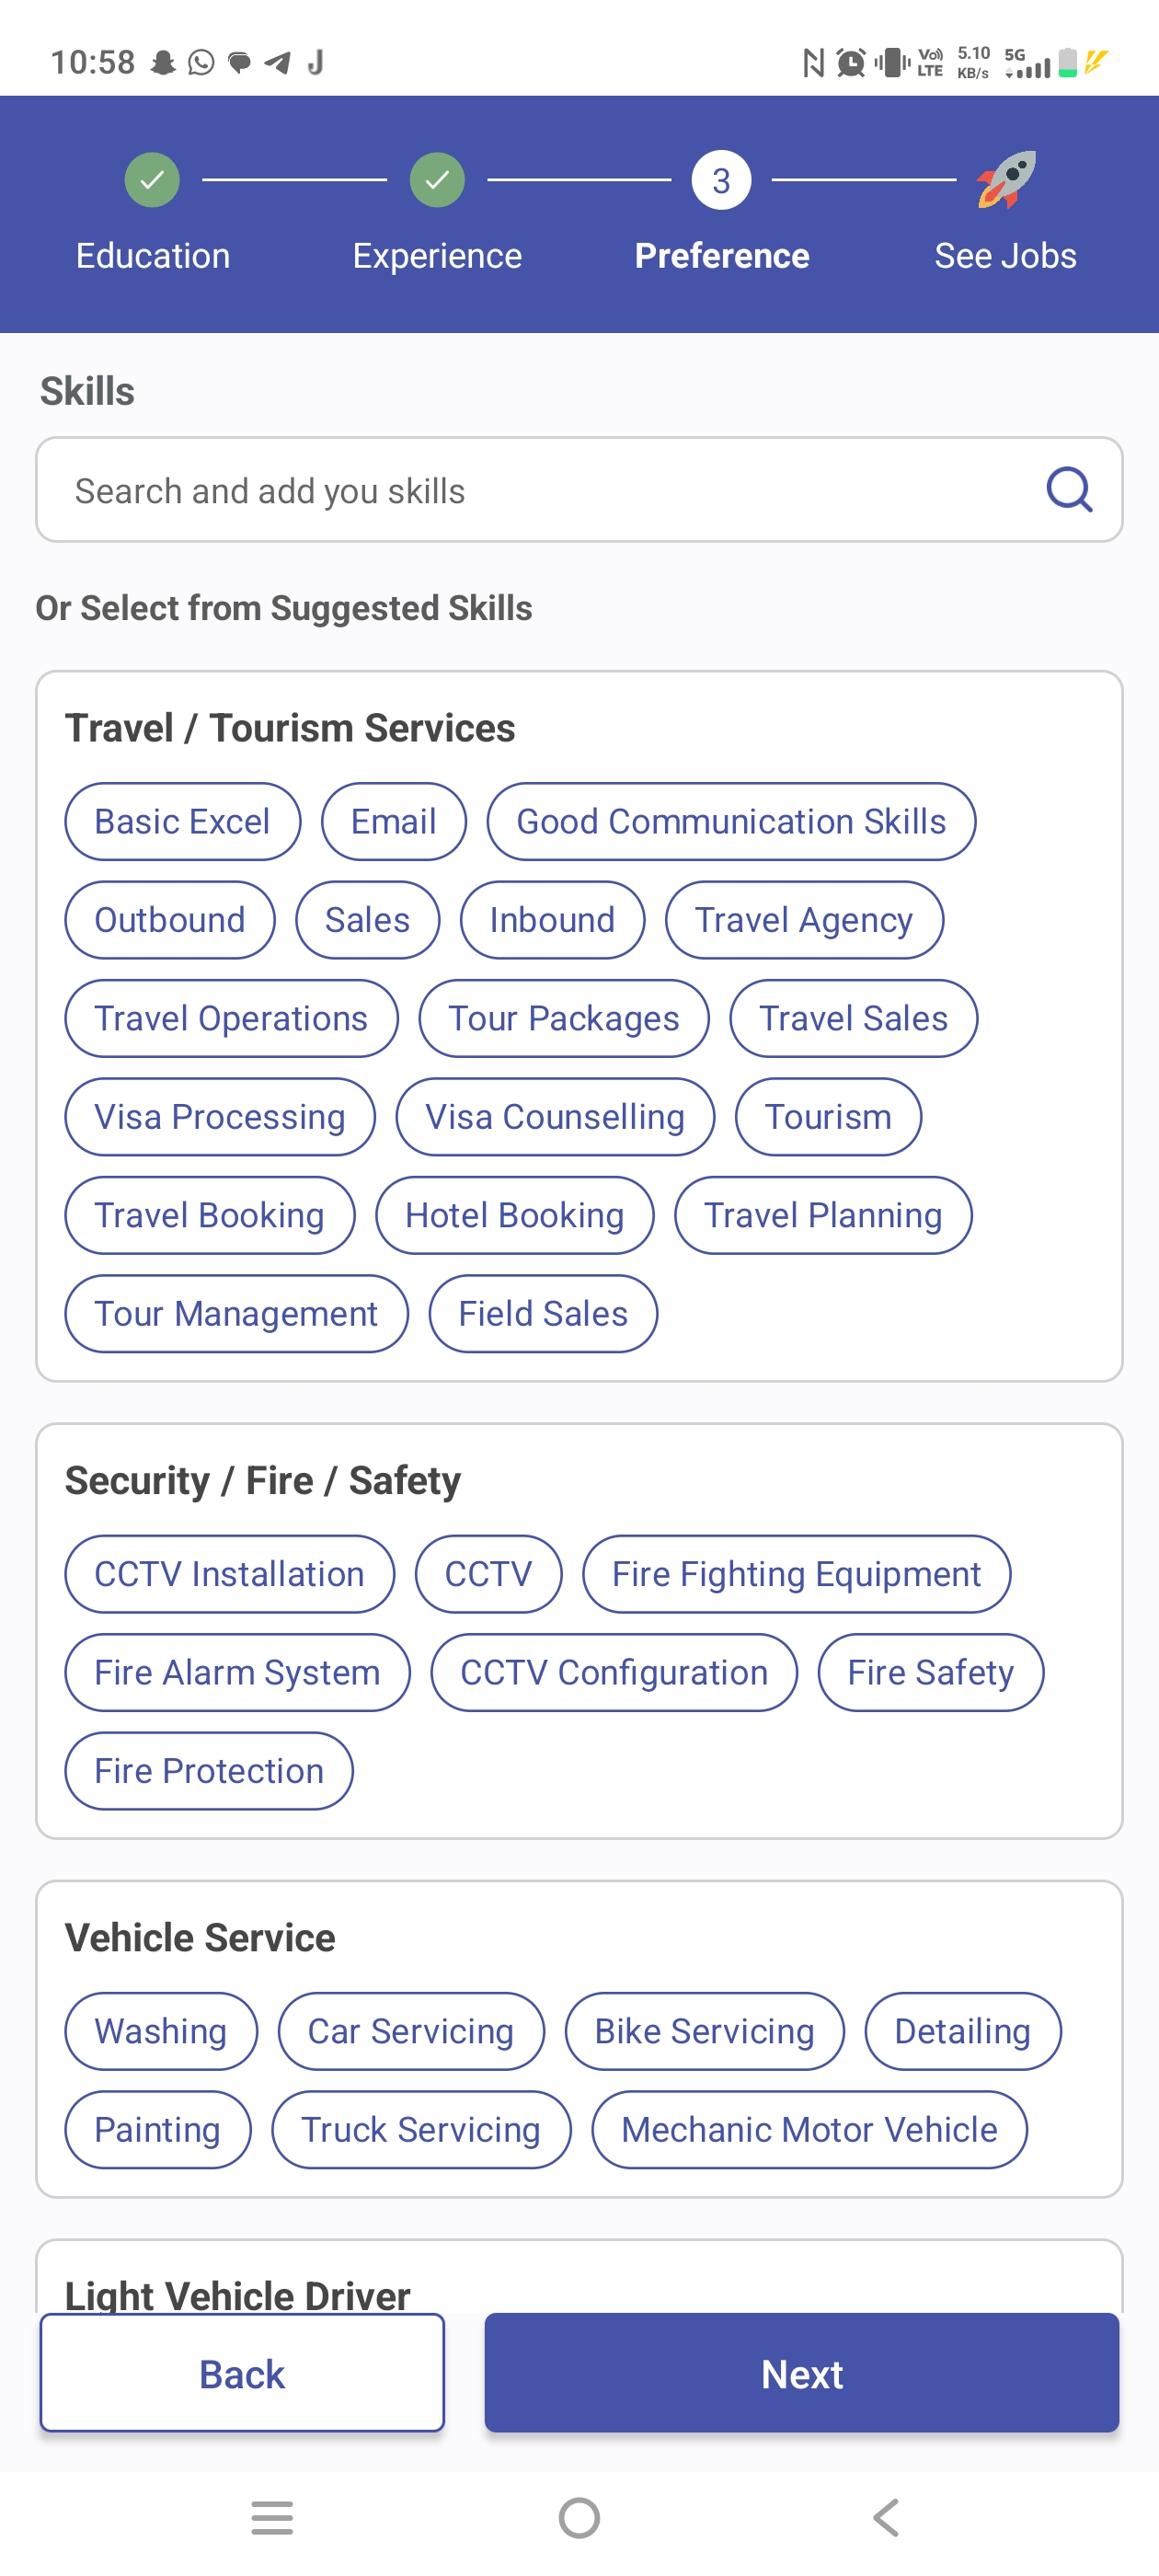 10:58 Vo) LTE 5.10 KB/s 5G
3
Education Experience Preference See Jobs
Skills
Search and add you skills
Or Select from Suggested Skills
Travel / Tourism Services
Basic Excel Email Good Communication Skills
Outbound Sales Inbound Travel Agency
Travel Operations Tour Packages Travel Sales
Visa Processing Visa Counselling Tourism
Travel Booking Hotel Booking Travel Planning
Tour Management Field Sales
Security / Fire / Safety
CCTV Installation CCTV Fire Fighting Equipment
Fire Alarm System CCTV Configuration Fire Safety
Fire Protection
Vehicle Service
Washing Car Servicing Bike Servicing Detailing
Painting Truck Servicing Mechanic Motor Vehicle
Light Vehicle Driver
Back Next